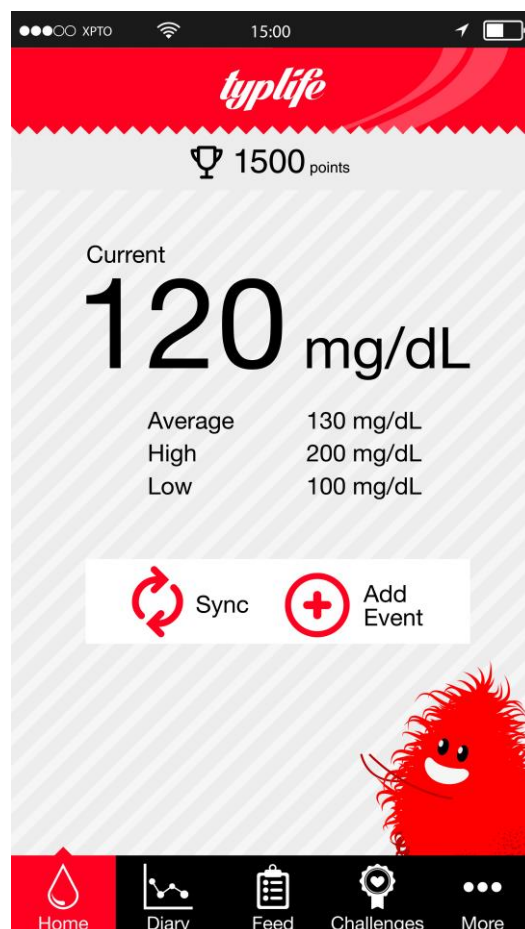 XPTO 15:00
typlife
1500 points
Current
120 mg/dL
Average 130 mg/dL
High 200 mg/dL
Low 100 mg/dL
Sync
Add
Event
Home Diary Feed Challenges More